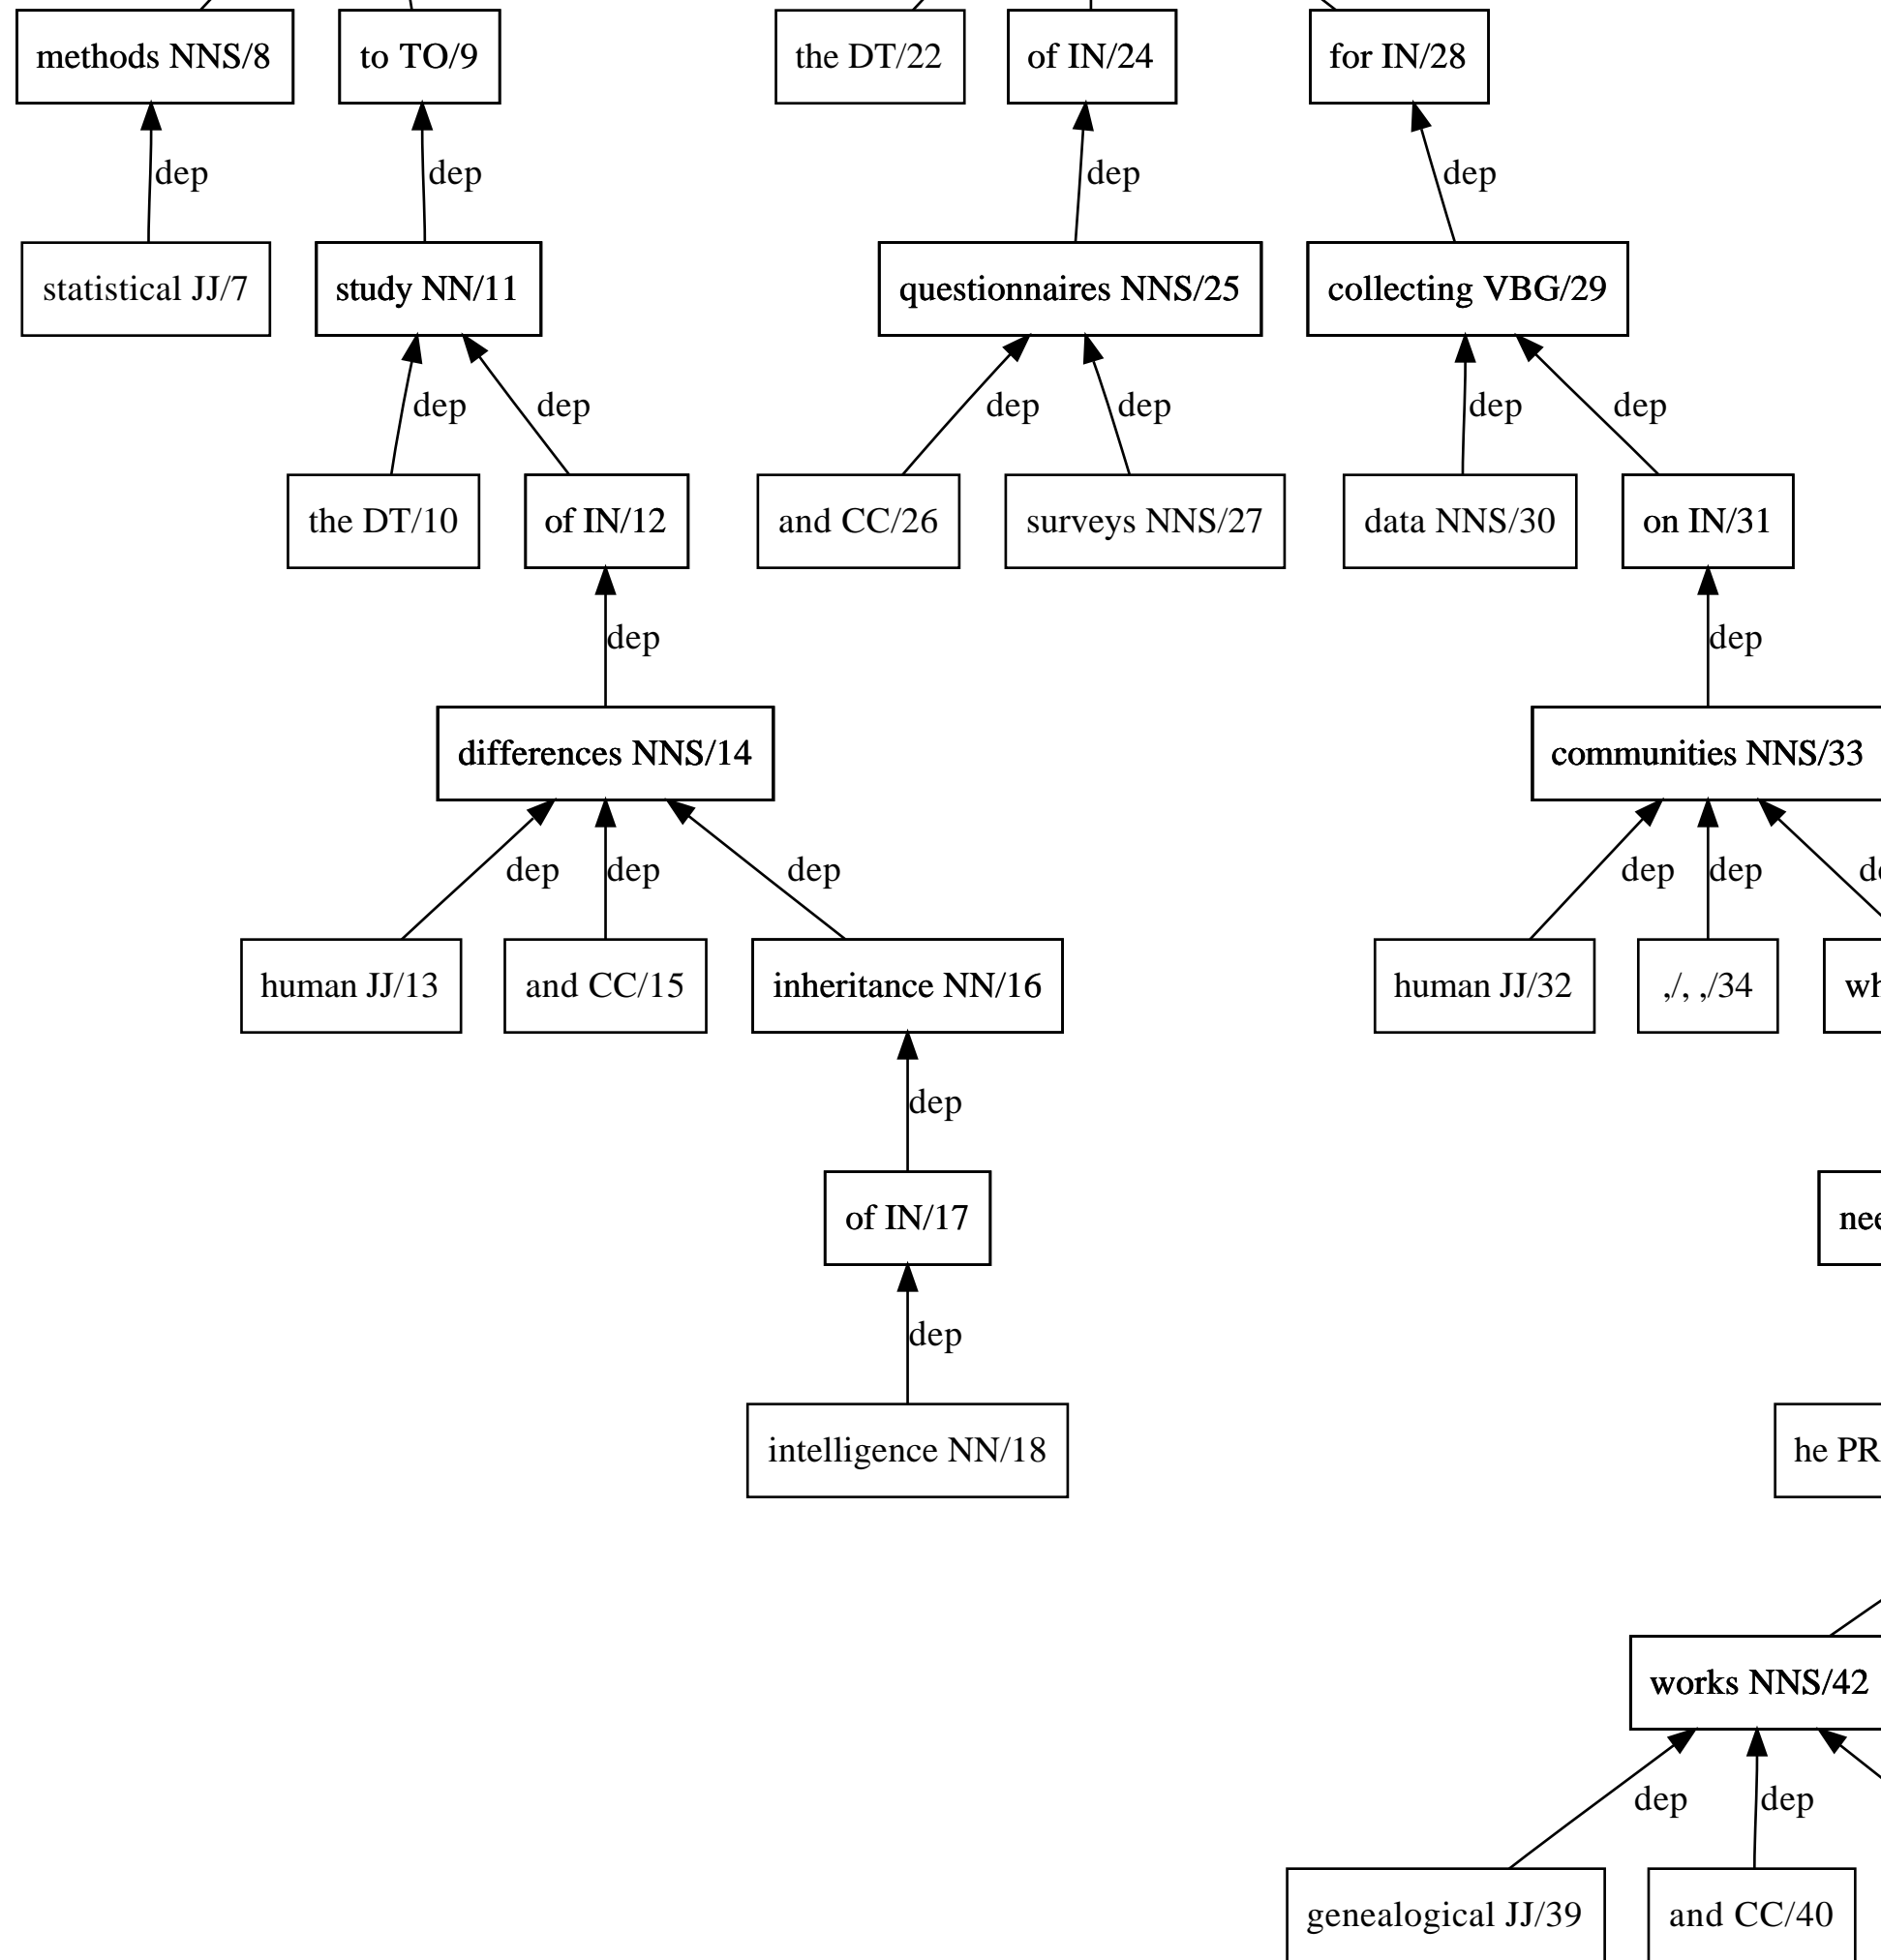 methods NNS/8 to TO/9 the DT/22 of IN/24 for IN/28
dep dep dep dep
statistical JJ/7 study NN/11 questionnaires NNS/25 collecting VBG/29
dep dep dep dep dep dep
the DT/10 of IN/12 and CC/26 surveys NNS/27 data NNS/30 on IN/31
dep dep
differences NNS/14 communities NNS/33
dep dep dep dep dep
human JJ/13 and CC/15 inheritance NN/16 human JJ/32 ,/, ,/34
dep
of IN/17
dep
intelligence NN/18 he
works NNS/42
dep dep
genealogical JJ/39 and CC/40